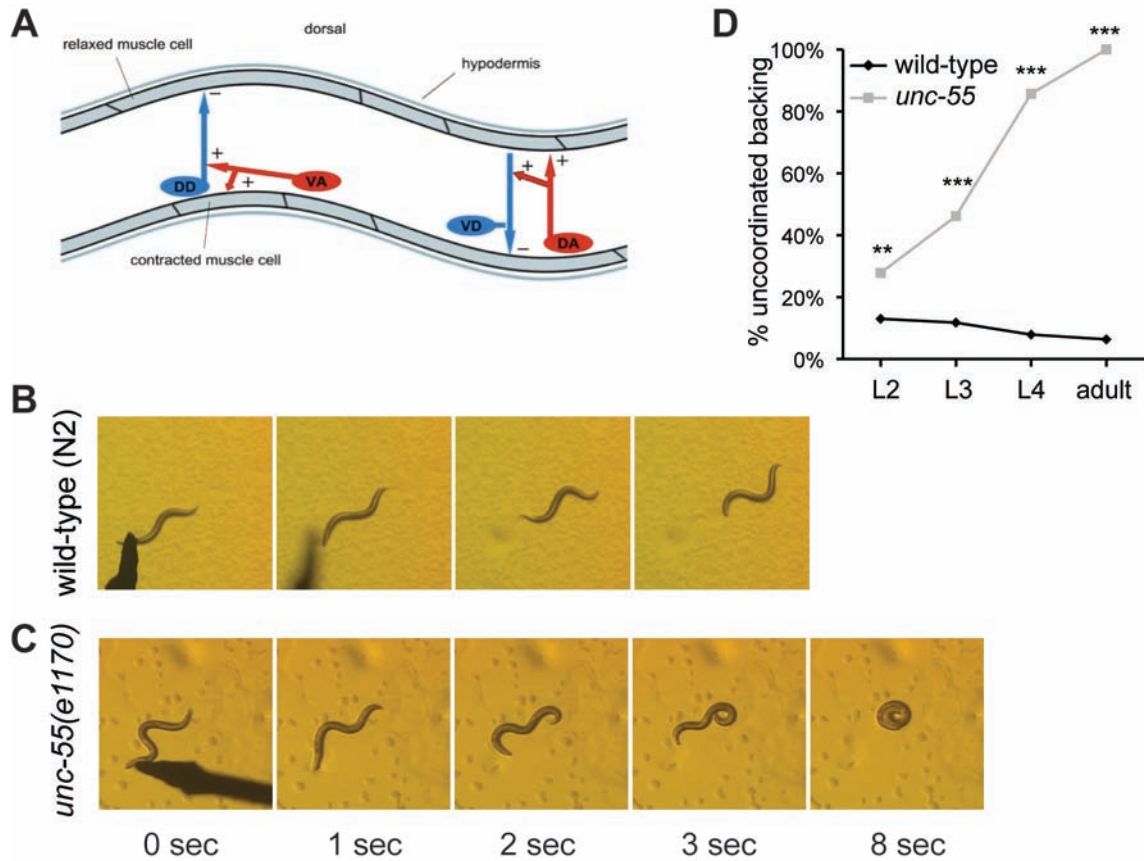 A
relaxed muscle cell
dorsal
hypodermis
−
+
+
DD
VA
contracted muscle cell
+
+
VD
−
DA
D
100%
80%
60%
40%
20%
0%
% uncoordinated backing
wild-type
unc-55
**
***
***
***
L2
L3
L4
adult
B
wild-type (N2)
C
unc-55(e1170)
0 sec
1 sec
2 sec
3 sec
8 sec